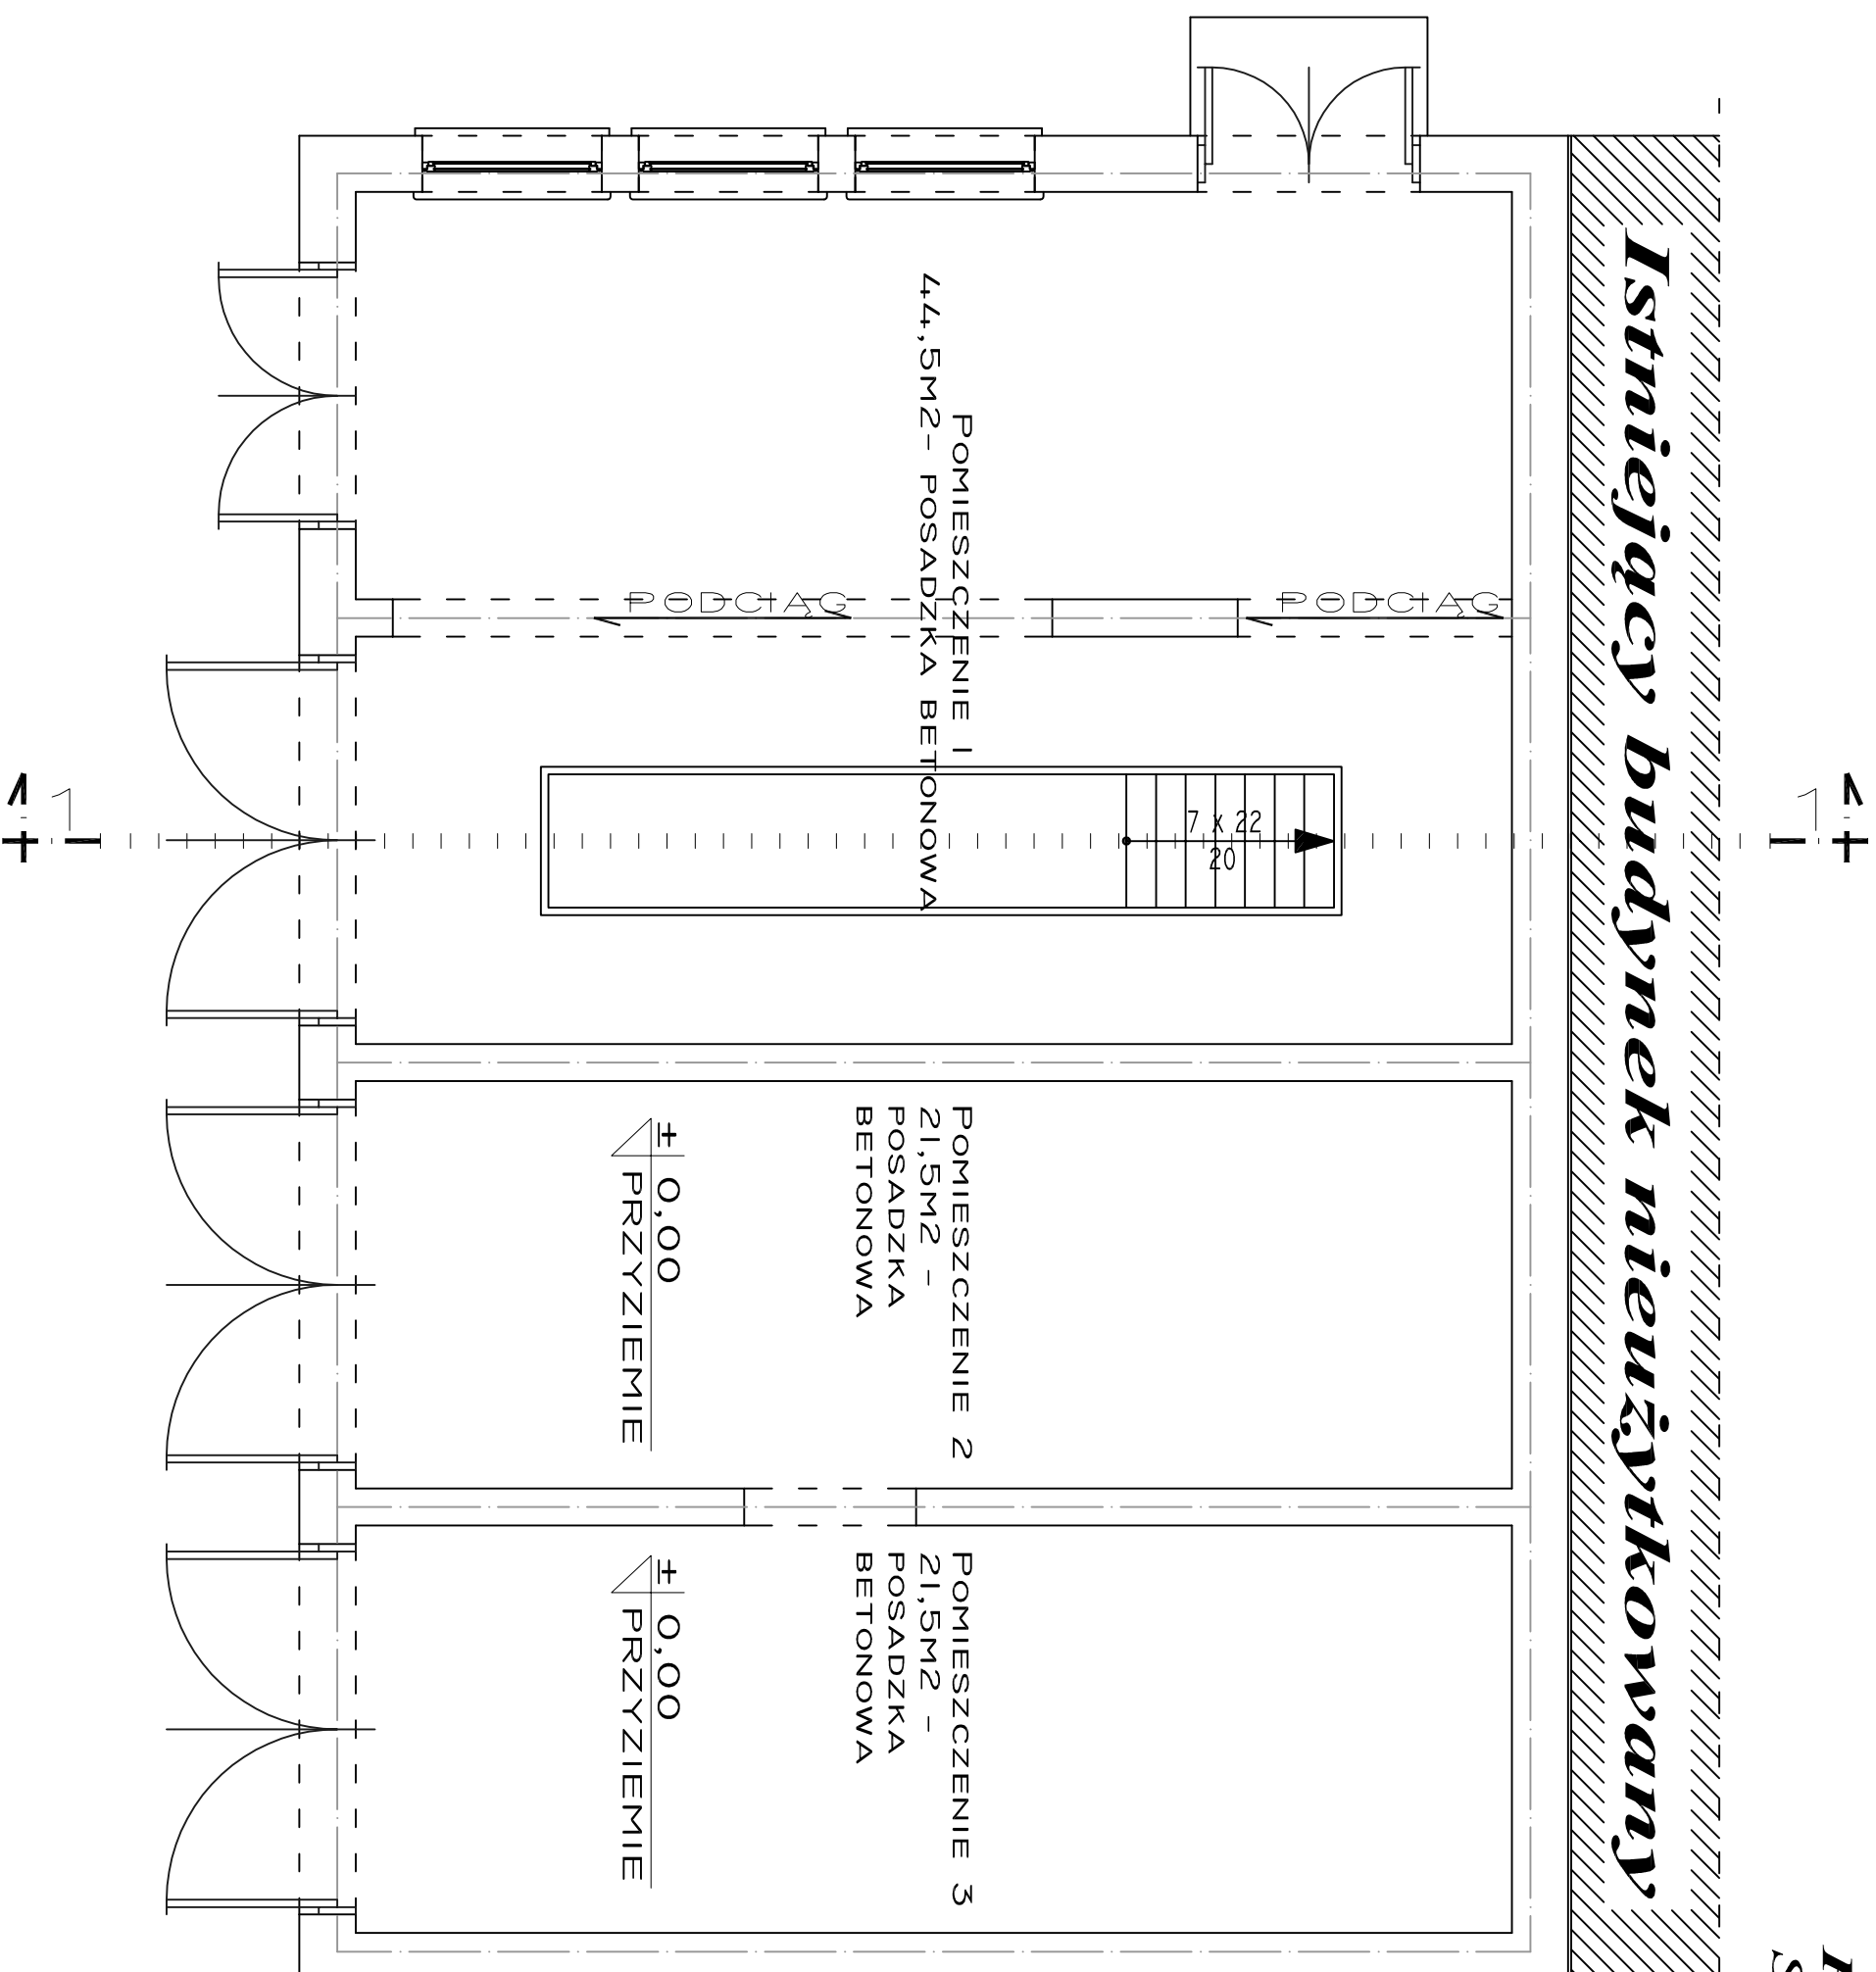 Istniejący budynek nieużytkowany
POMIESZCZENIE 1
44,5M2- POSADZKA BETONOWA
PODCIĄG
PODCIĄG
7 x 22
20
1
1
POMIESZCZENIE 2
21,5M2 -
POSADZKA
BETONOWA
± 0,00
PRZYZIEMIE
POMIESZCZENIE 3
21,5M2 -
POSADZKA
BETONOWA
± 0,00
PRZYZIEMIE